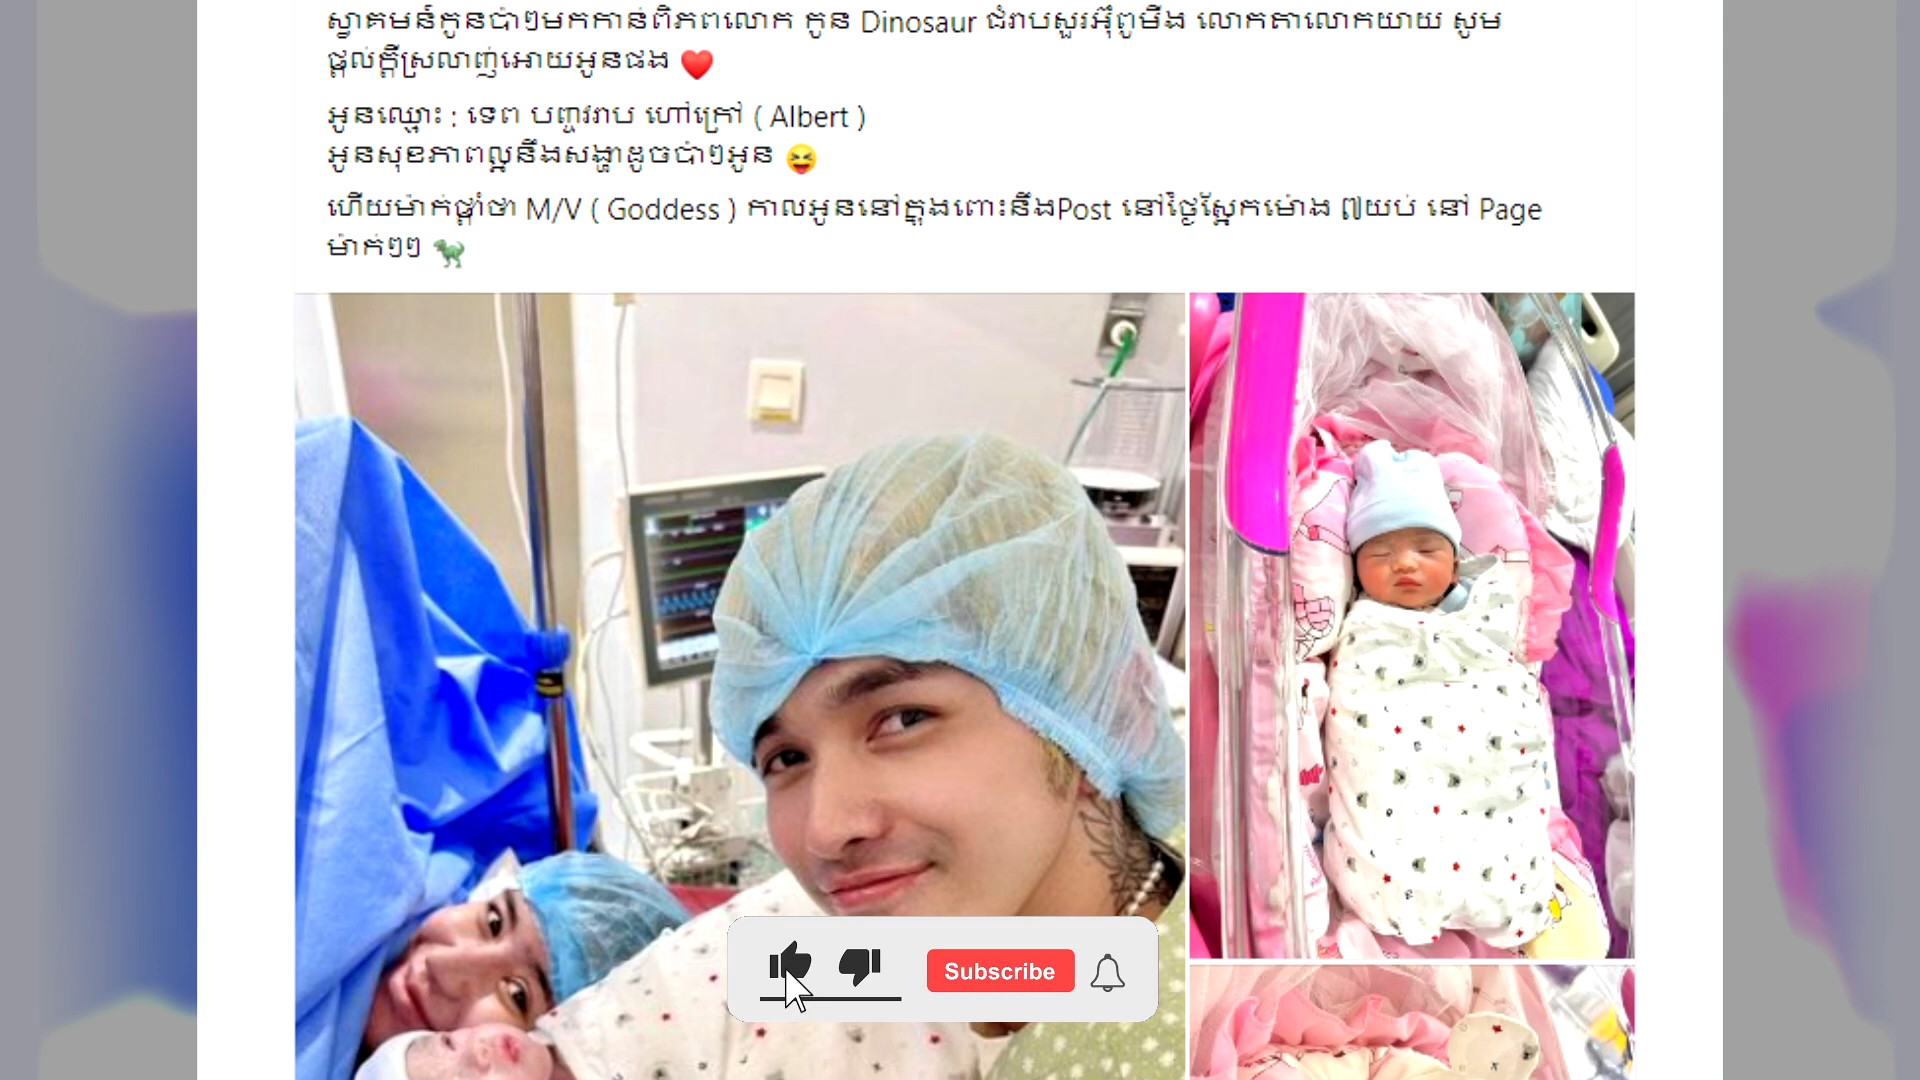 ស្វាគមន៍កូនប៉ាៗមកកាន់ពិភពលោក កូន Dinosaur ជំរាបសួរអ៊ុំពូមីង លោកតាលោកយាយ សូម
ផ្តល់ក្តីស្រលាញ់អោយអូនផង ❤️
អូនឈ្មោះ : ទេព បញ្ចវរាប ហៅក្រៅ ( Albert )
អូនសុខភាពល្អនឹងសង្ហាដូចប៉ាៗអូន 😝
ហើយម៉ាក់ផ្តាំថា M/V ( Goddess ) កាលអូននៅក្នុងពោះនឹងPost នៅថ្ងៃស្អែកម៉ោង ៧យប់ នៅ Page
ម៉ាក់ៗៗ 🦖
Subscribe